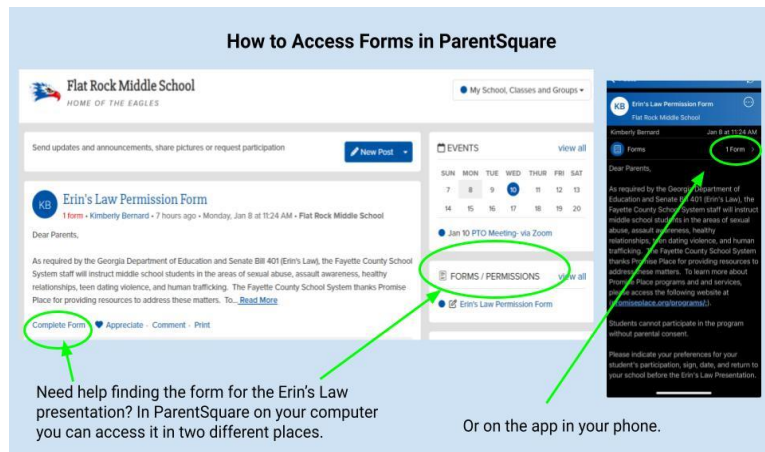 How to Access Forms in ParentSquare
Flat Rock Middle School
HOME OF THE EAGLES
My School, Classes and Groups
Send updates and announcements, share pictures or request participation
New Post
KB
Erin's Law Permission Form
1 form • Kimberly Bernard • 7 hours ago • Monday, Jan 8 at 11:24 AM • Flat Rock Middle School
Dear Parents,
As required by the Georgia Department of Education and Senate Bill 401 (Erin's Law), the Fayette County School
System staff will instruct middle school students in the areas of sexual abuse, assault awareness, healthy
relationships, teen dating violence, and human trafficking. The Fayette County School System thanks Promise
Place for providing resources to address these matters. To... Read More
Complete Form
Appreciate · Comment · Print
EVENTS
view all
SUN MON TUE WED THUR FRI SAT
7 8 9 10 11 12 13
14 15 16 17 18 19 20
Jan 10 PTO Meeting- via Zoom
FORMS / PERMISSIONS
view all
Erin's Law Permission Form
KB
Erin's Law Permission Form
Flat Rock Middle School
Kimberly Bernard
Jan 8 at 11:24 AM
Forms
1 Form
Dear Parents,
As required by the Georgia Department of
Education and Senate Bill 401 (Erin's Law), the
Fayette County School System staff will instruct
middle school students in the areas of sexual
abuse, assault awareness, healthy
relationships, teen dating violence, and human
trafficking. The Fayette County School System
thanks Promise Place for providing resources to
address these matters. To learn more about
Promise Place programs and and services,
please access the following website at
(promiseplace.org/programs/;).
Students cannot participate in the program
without parental consent.
Please indicate your preferences for your
student's participation, sign, date, and return to
your school before the Erin's Law Presentation.
Need help finding the form for the Erin's Law
presentation? In ParentSquare on your computer
you can access it in two different places.
Or on the app in your phone.